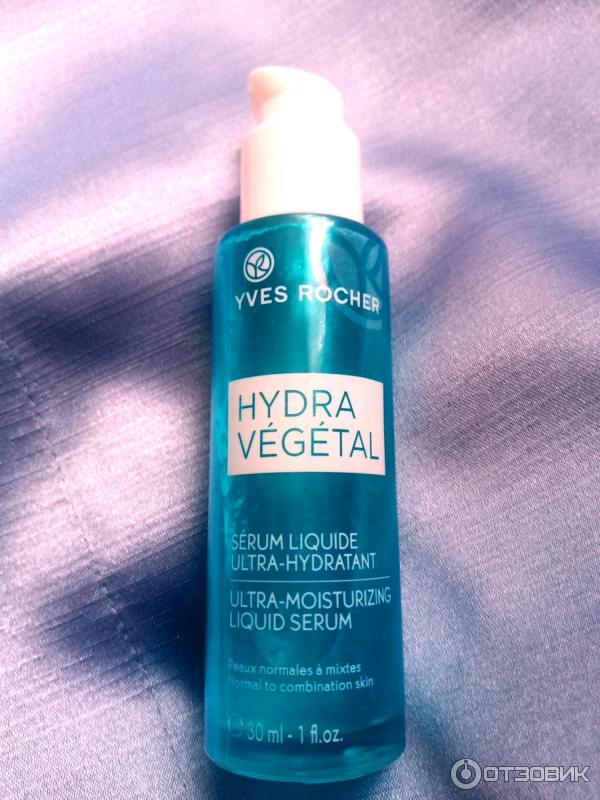 YVES ROCHER
HYDRA
VÉGÉTAL
SÉRUM LIQUIDE
ULTRA-HYDRATANT
ULTRA-MOISTURIZING
LIQUID SERUM
Peaux normales à mixtes
Normal to combination skin
℮ 30 ml - 1 fl.oz.
ОТЗОВИК